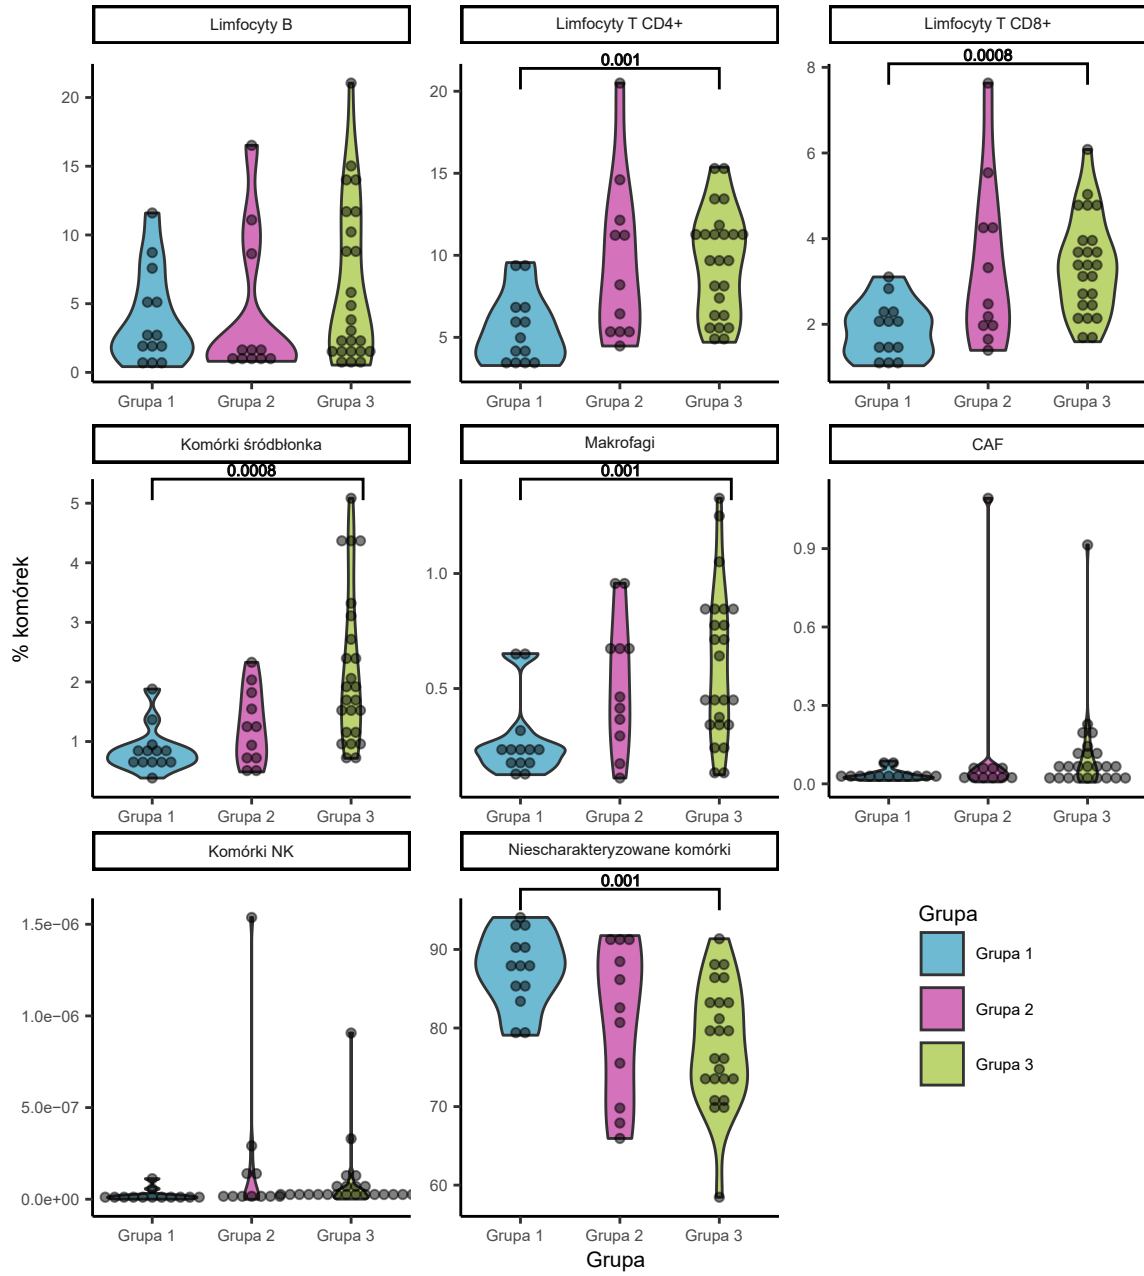 Limfocyty B
Limfocyty T CD4+
Limfocyty T CD8+
0.001
0.0008
20
15
10
5
0
20
15
10
5
8
6
4
2
Grupa 1
Grupa 2
Grupa 3
Grupa 1
Grupa 2
Grupa 3
Grupa 1
Grupa 2
Grupa 3
Komórki śródbłonka
Makrofagi
CAF
0.0008
0.001
% komórek
5
4
3
2
1
1.0
0.5
0.9
0.6
0.3
0.0
Grupa 1
Grupa 2
Grupa 3
Grupa 1
Grupa 2
Grupa 3
Grupa 1
Grupa 2
Grupa 3
Komórki NK
Niescharakteryzowane komórki
0.001
1.5e−06
1.0e−06
5.0e−07
0.0e+00
90
80
70
60
Grupa 1
Grupa 2
Grupa 3
Grupa 1
Grupa 2
Grupa 3
Grupa
Grupa
Grupa 1
Grupa 2
Grupa 3